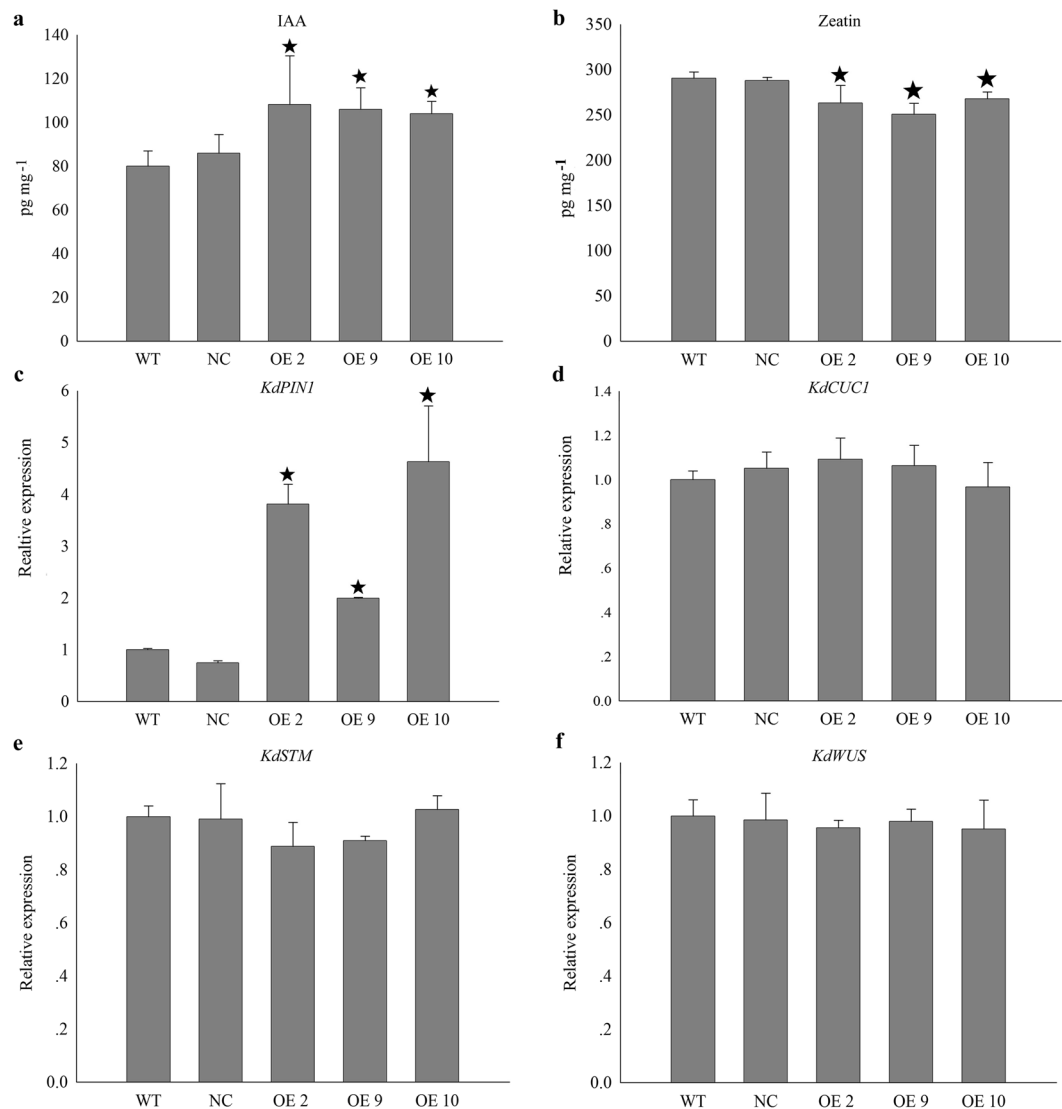 a
IAA
pg mg-1
140
120
100
80
60
40
20
0
WT NC OE 2 OE 9 OE 10
b
Zeatin
pg mg-1
350
300
250
200
250
100
350
50
0
WT NC OE 2 OE 9 OE 10
c
KdPIN1
Realtive expression
6
5
4
3
2
1
0
WT NC OE 2 OE 9 OE 10
d
KdCUC1
Relative expression
1.4
1.2
1.0
.8
.6
.4
.2
0.0
WT NC OE 2 OE 9 OE 10
e
KdSTM
Relative expression
1.2
1.0
.8
.6
.4
.2
0.0
WT NC OE 2 OE 9 OE 10
f
KdWUS
Relative expression
1.2
1.0
.8
.6
.4
.2
0.0
WT NC OE 2 OE 9 OE 10